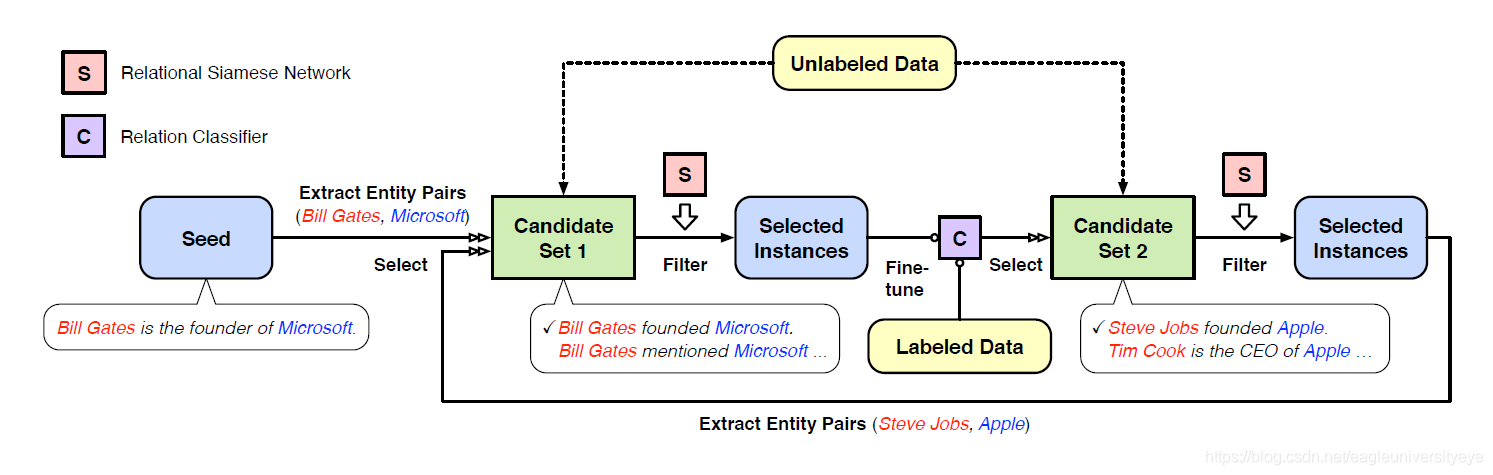 Unlabeled Data
S Relational Siamese Network
C Relation Classifier
Extract Entity Pairs
(Bill Gates, Microsoft)
Seed
Select
Candidate
Set 1
S
Filter
Selected
Instances
C
Fine-
tune
Select
Candidate
Set 2
S
Filter
Selected
Instances
Bill Gates is the founder of Microsoft.
✓ Bill Gates founded Microsoft.
Bill Gates mentioned Microsoft ...
Labeled Data
✓ Steve Jobs founded Apple.
Tim Cook is the CEO of Apple ...
Extract Entity Pairs (Steve Jobs, Apple)
https://blog.csdn.net/eagleuniversityeye